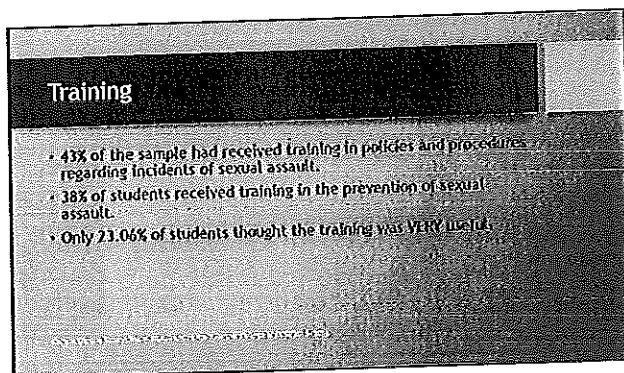 Training
• 43% of the sample had received training in policies and procedures
regarding incidents of sexual assault.
• 38% of students received training in the prevention of sexual
assault.
• Only 23.06% of students thought the training was VERY useful.